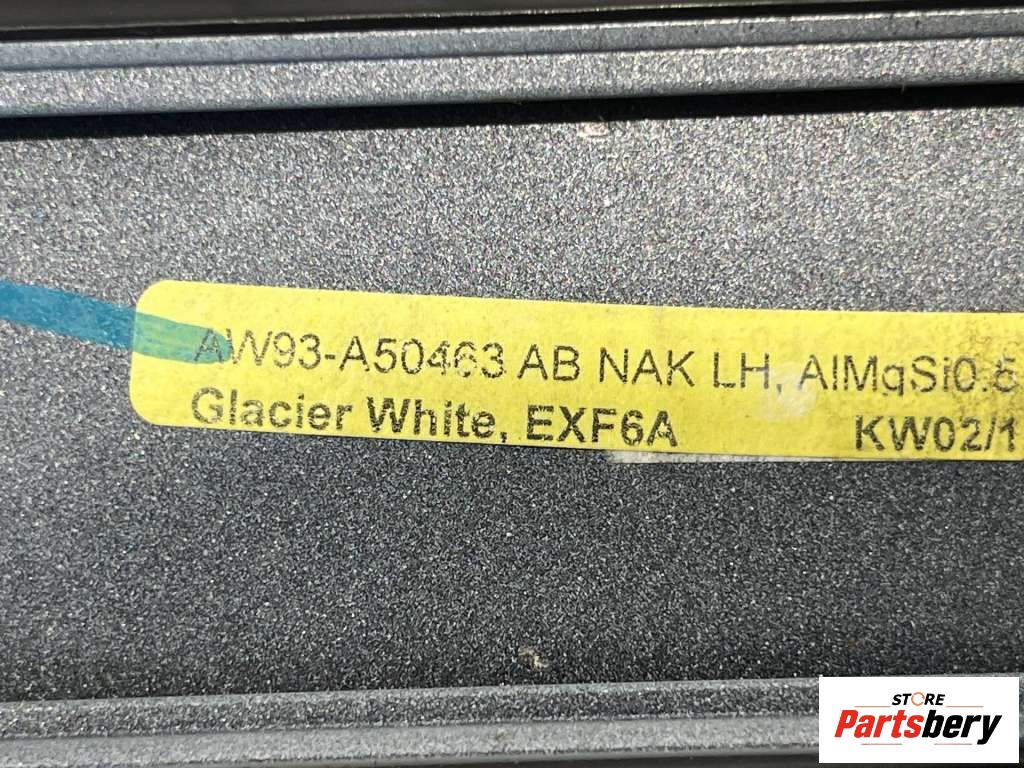 AW93-A50463 AB NAK LH, AlMgSi0.5
Glacier White, EXF6A KW02/1
STORE
Partsbery